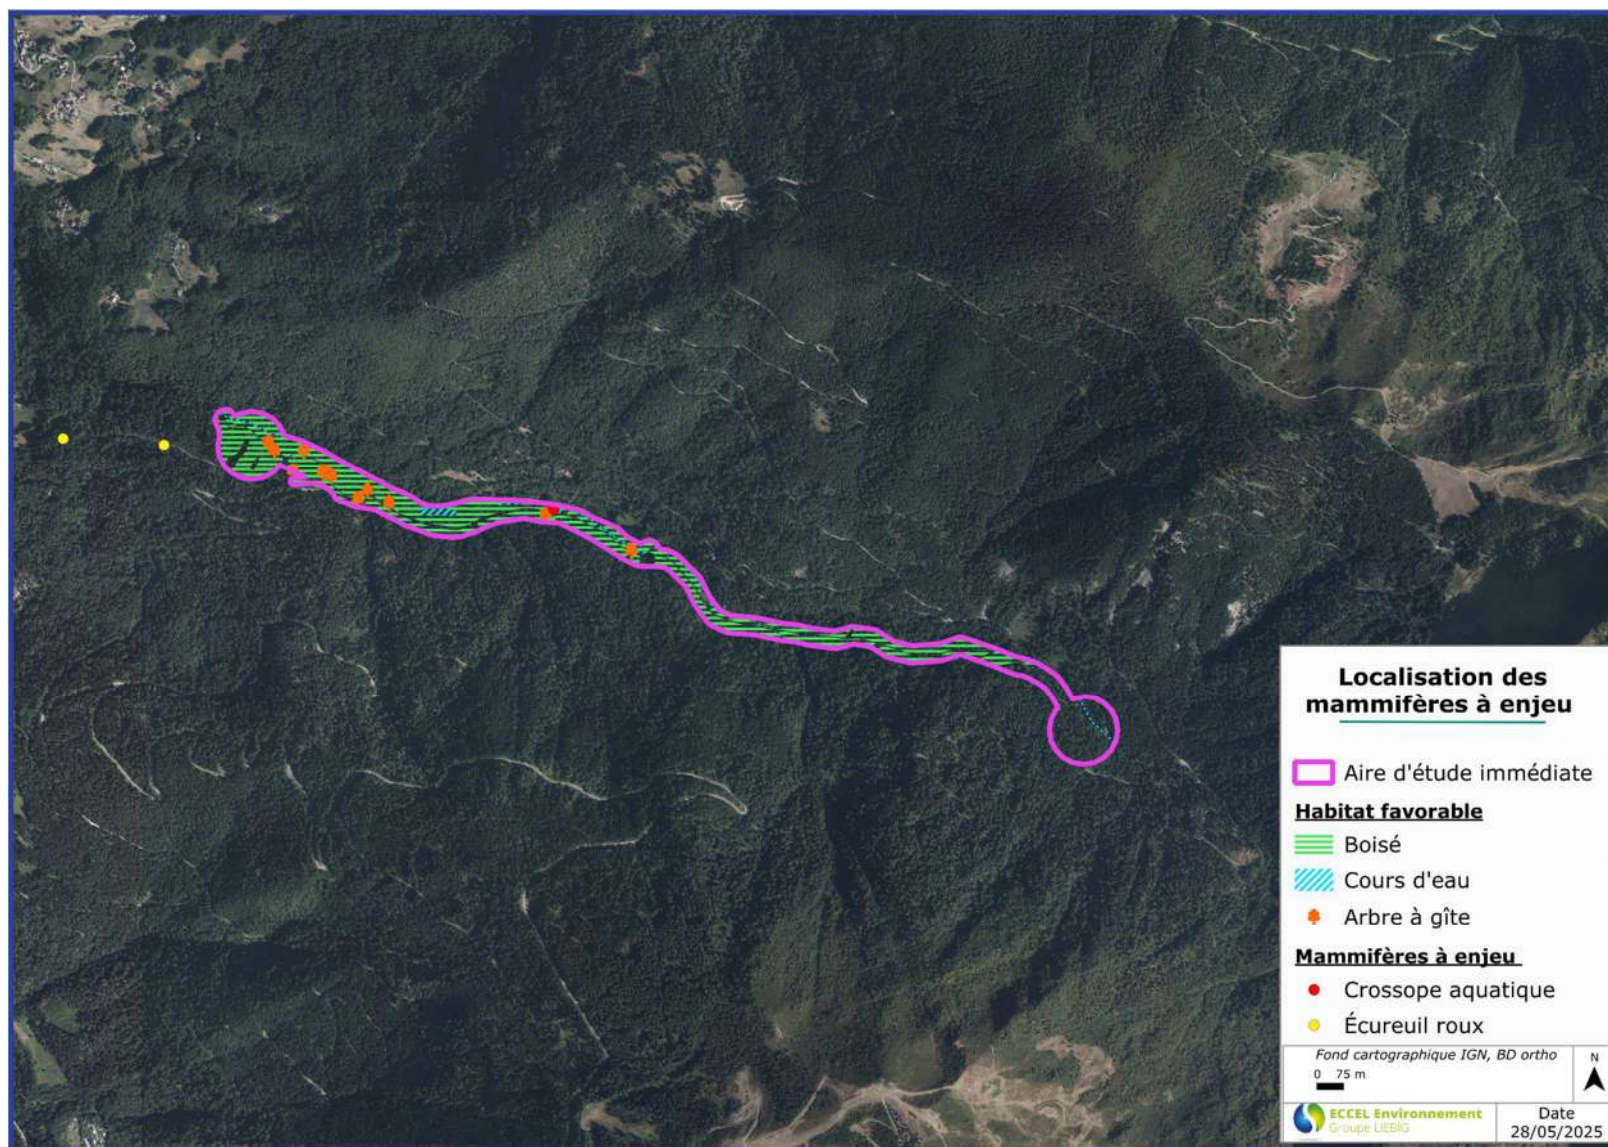 Localisation des
mammifères à enjeu
Aire d'étude immédiate
Habitat favorable
Boisé
Cours d'eau
Arbre à gîte
Mammifères à enjeu
Crossope aquatique
Écureuil roux
Fond cartographique IGN, BD ortho
0 75 m
N
ECCEL Environnement
Groupe LIEBIG
Date
28/05/2025